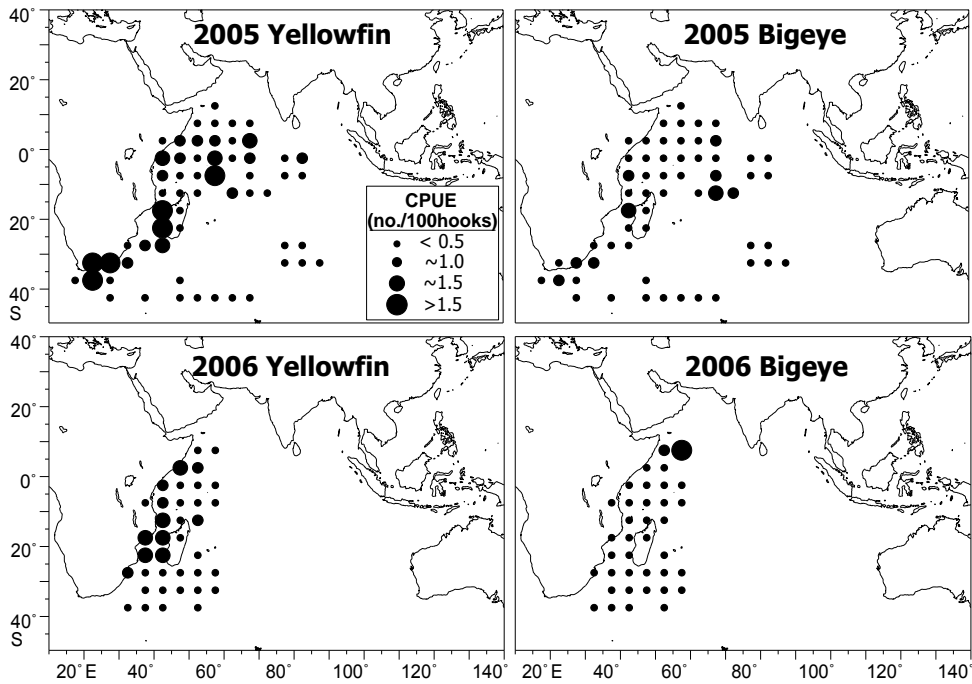 40°
20°
0°
20°
40°
S
2005 Yellowfin
2005 Bigeye
CPUE
(no./100hooks)
< 0.5
~1.0
~1.5
>1.5
40°
20°
0°
20°
40°
S
2006 Yellowfin
2006 Bigeye
20° E 40° 60° 80° 100° 120° 140°
20° E 40° 60° 80° 100° 120° 140°